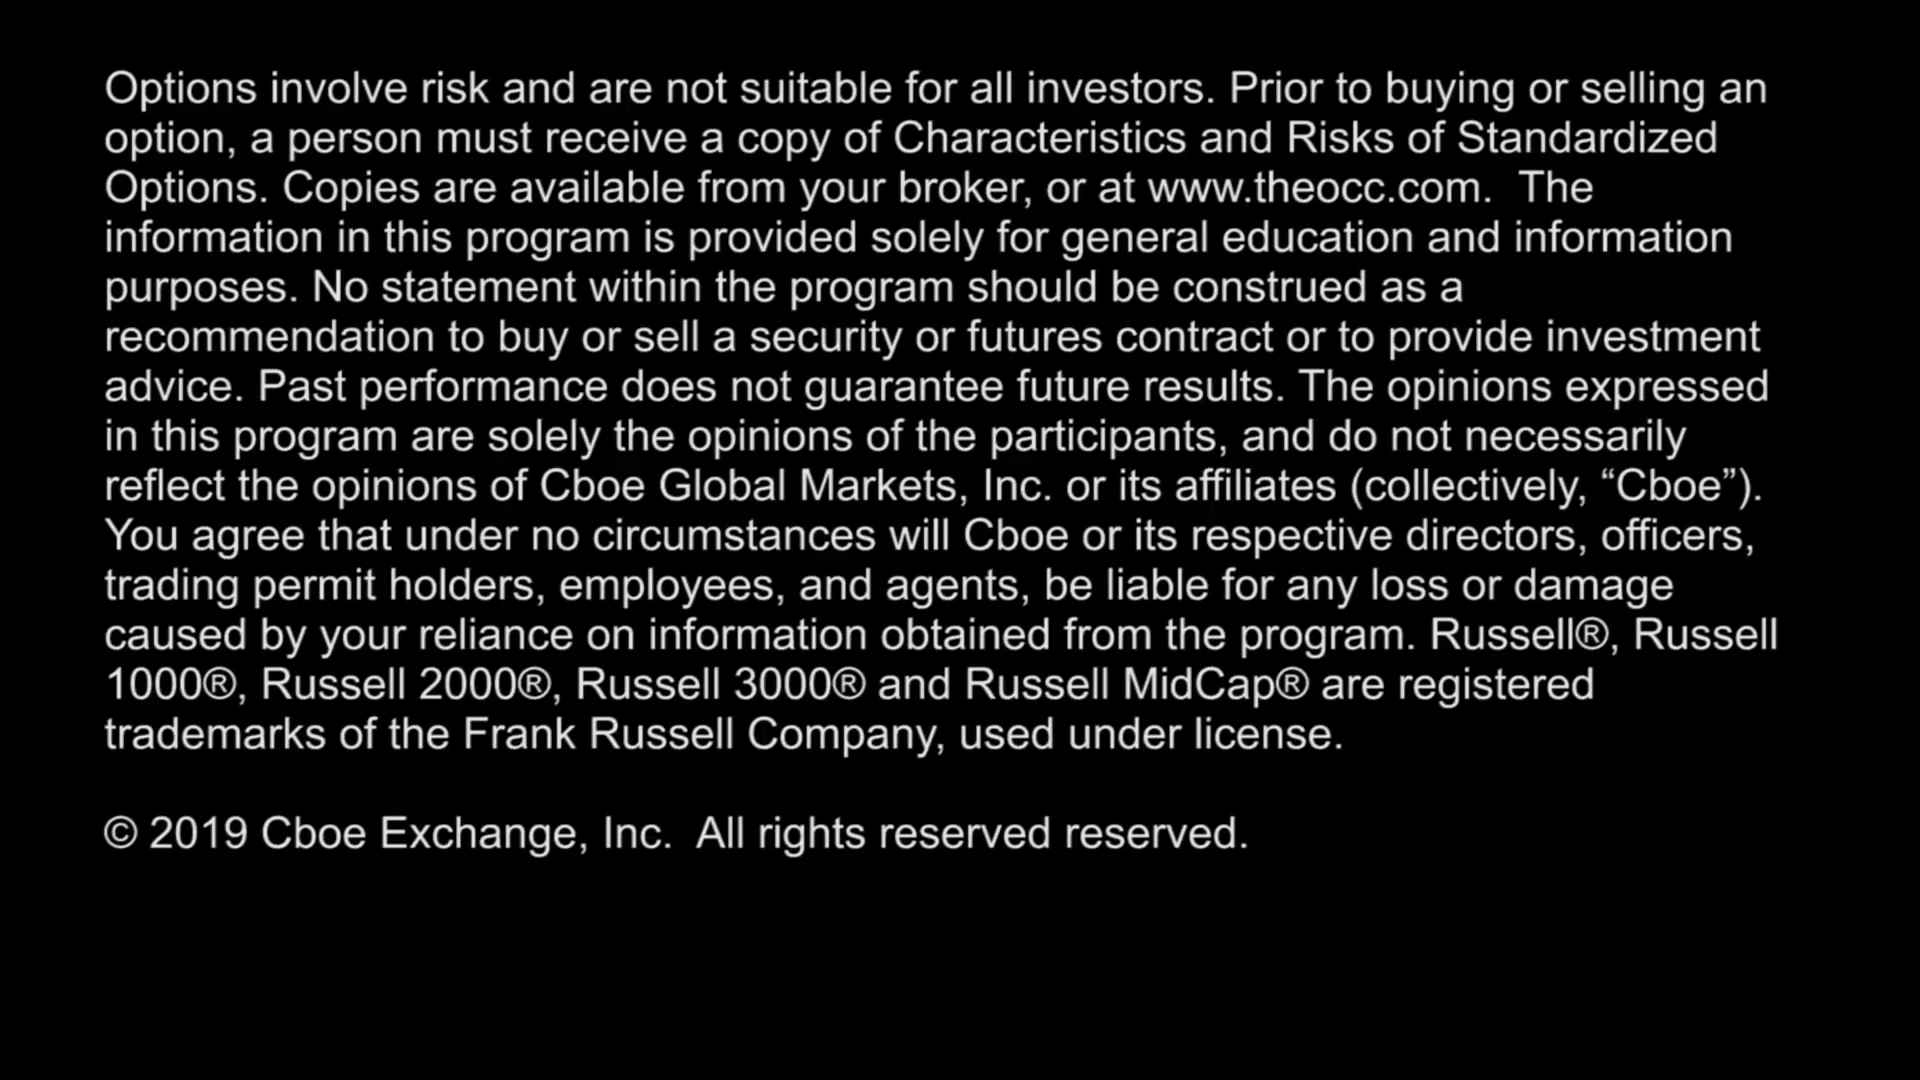 Options involve risk and are not suitable for all investors. Prior to buying or selling an
option, a person must receive a copy of Characteristics and Risks of Standardized
Options. Copies are available from your broker, or at www.theocc.com.  The
information in this program is provided solely for general education and information
purposes. No statement within the program should be construed as a
recommendation to buy or sell a security or futures contract or to provide investment
advice. Past performance does not guarantee future results. The opinions expressed
in this program are solely the opinions of the participants, and do not necessarily
reflect the opinions of Cboe Global Markets, Inc. or its affiliates (collectively, “Cboe”).
You agree that under no circumstances will Cboe or its respective directors, officers,
trading permit holders, employees, and agents, be liable for any loss or damage
caused by your reliance on information obtained from the program. Russell®, Russell
1000®, Russell 2000®, Russell 3000® and Russell MidCap® are registered
trademarks of the Frank Russell Company, used under license.
© 2019 Cboe Exchange, Inc.  All rights reserved reserved.